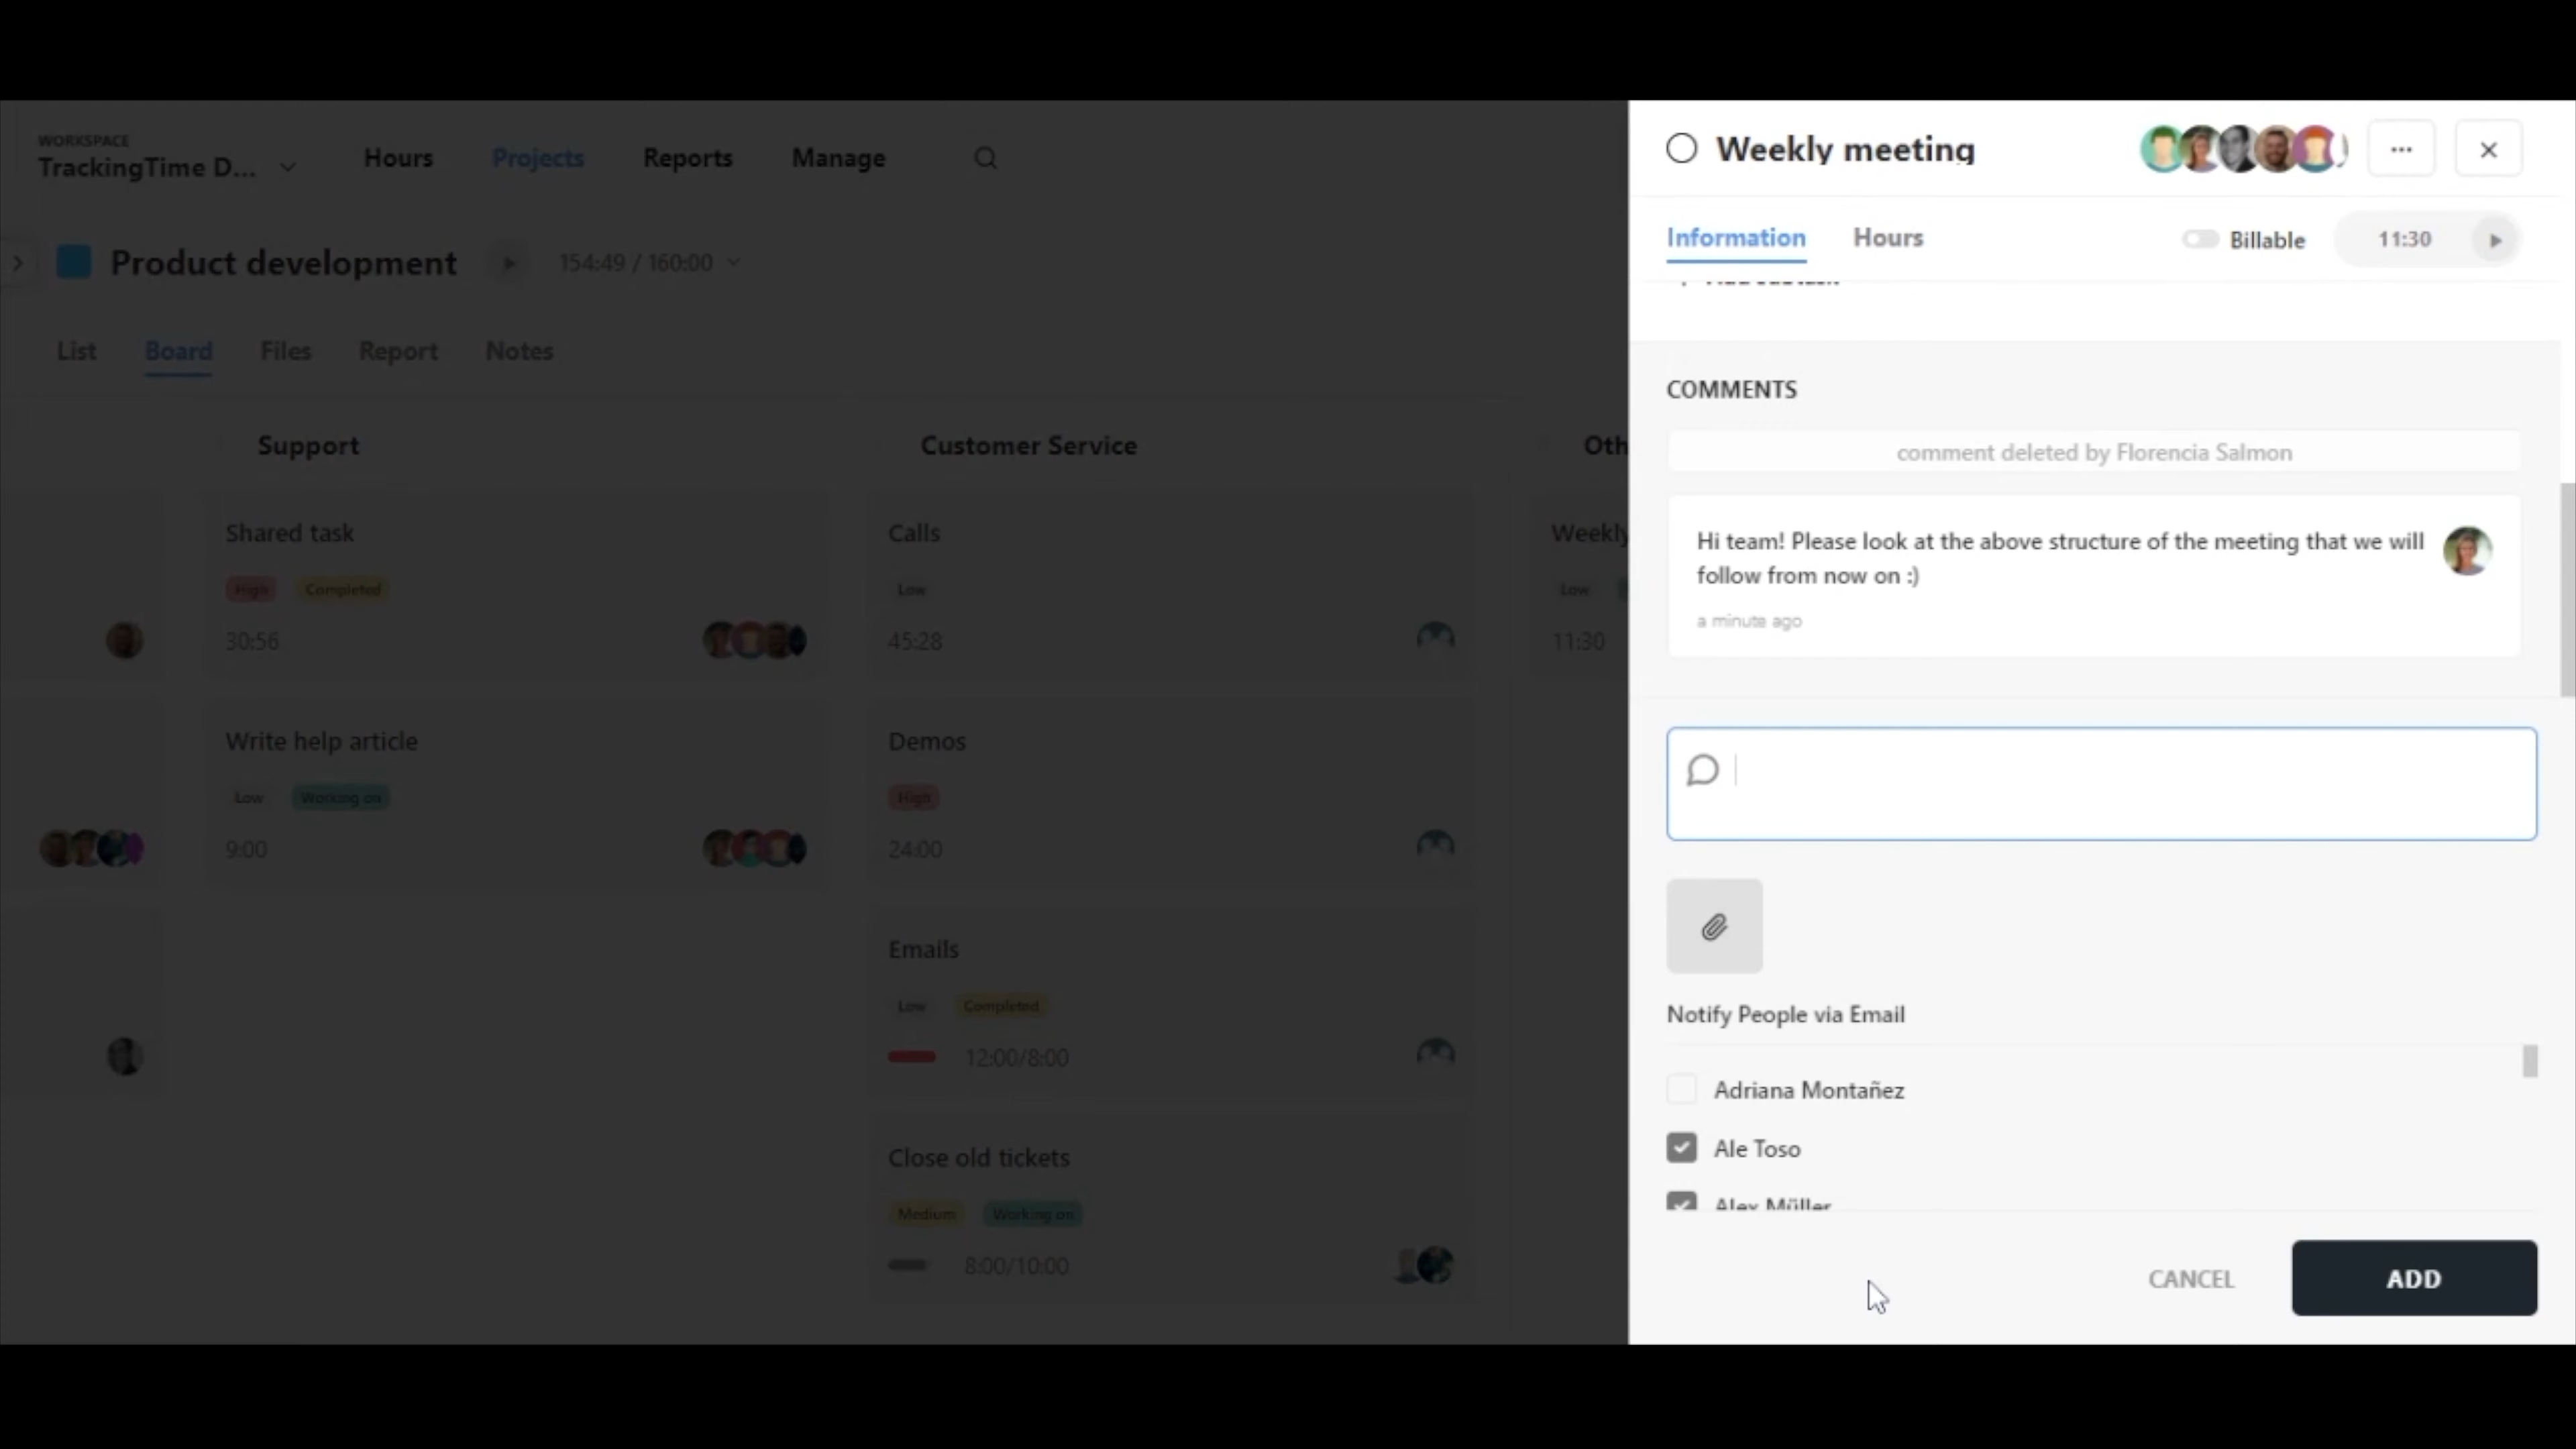 WORKSPACE
TrackingTime D...
Hours
Projects
Reports
Manage
Product development
154:49 / 160:00
List
Board
Files
Report
Notes
Support
Shared task
High
Completed
30:56
Write help article
Low
Working on
9:00
Customer Service
Calls
Low
45:28
Demos
High
24:00
Emails
Low
Completed
12:00/8:00
Close old tickets
Medium
Working on
8:00/10:00
Oth
Weekly
Low
11:30
Weekly meeting
Information
Hours
Billable
11:30
Add subtask
COMMENTS
comment deleted by Florencia Salmon
Hi team! Please look at the above structure of the meeting that we will
follow from now on :)
a minute ago
Notify People via Email
Adriana Montañez
Ale Toso
Alex Müller
CANCEL
ADD